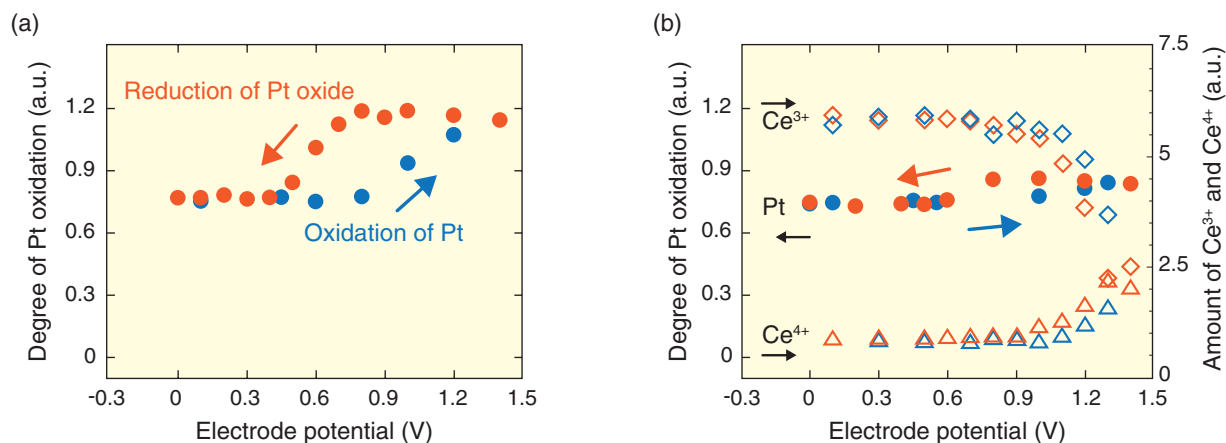 (a)
Degree of Pt oxidation (a.u.)
1.2
0.9
0.6
0.3
0
-0.3
0
0.3
0.6
0.9
1.2
1.5
Electrode potential (V)
Reduction of Pt oxide
Oxidation of Pt
(b)
Degree of Pt oxidation (a.u.)
1.2
0.9
0.6
0.3
0
-0.3
0
0.3
0.6
0.9
1.2
1.5
Electrode potential (V)
Ce³⁺
Pt
Ce⁴⁺
7.5
5
2.5
0
Amount of Ce³⁺ and Ce⁴⁺ (a.u.)